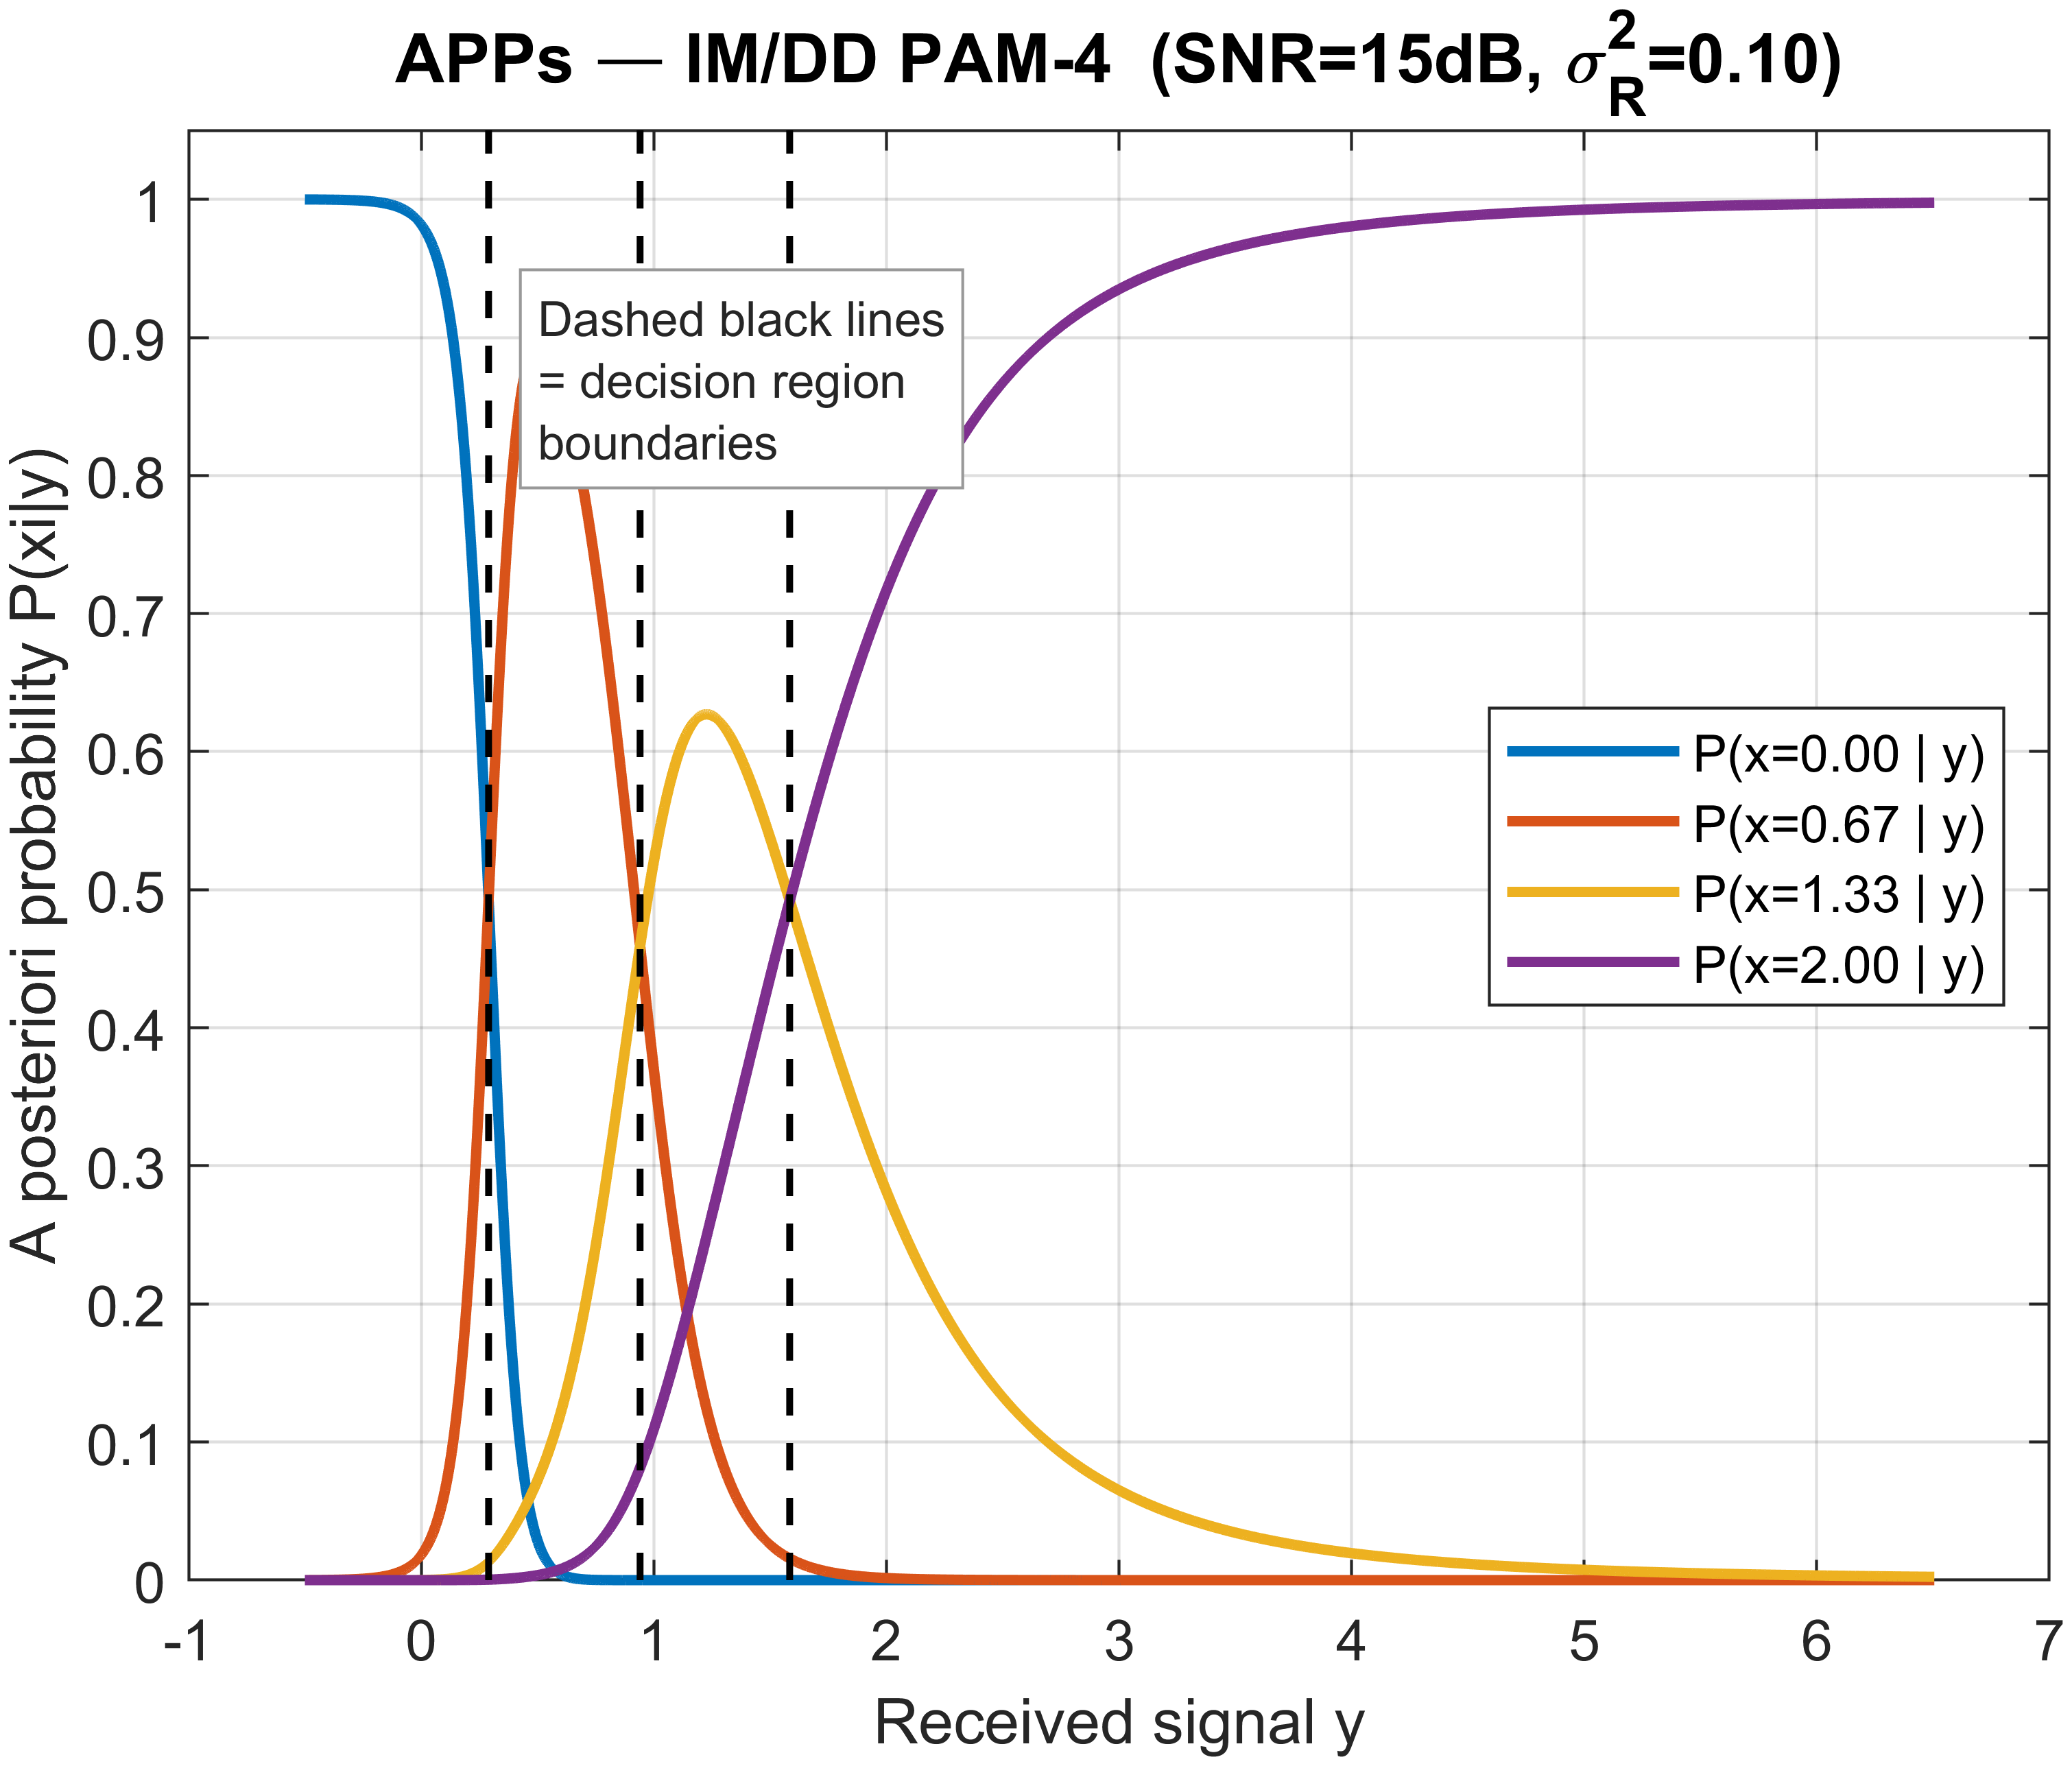 APPs — IM/DD PAM-4 (SNR=15dB, σ²_R=0.10)
A posteriori probability P(xi|y)
1
0.9
0.8
0.7
0.6
0.5
0.4
0.3
0.2
0.1
0
Dashed black lines
= decision region
boundaries
P(x=0.00 | y)
P(x=0.67 | y)
P(x=1.33 | y)
P(x=2.00 | y)
-1 0 1 2 3 4 5 6 7
Received signal y